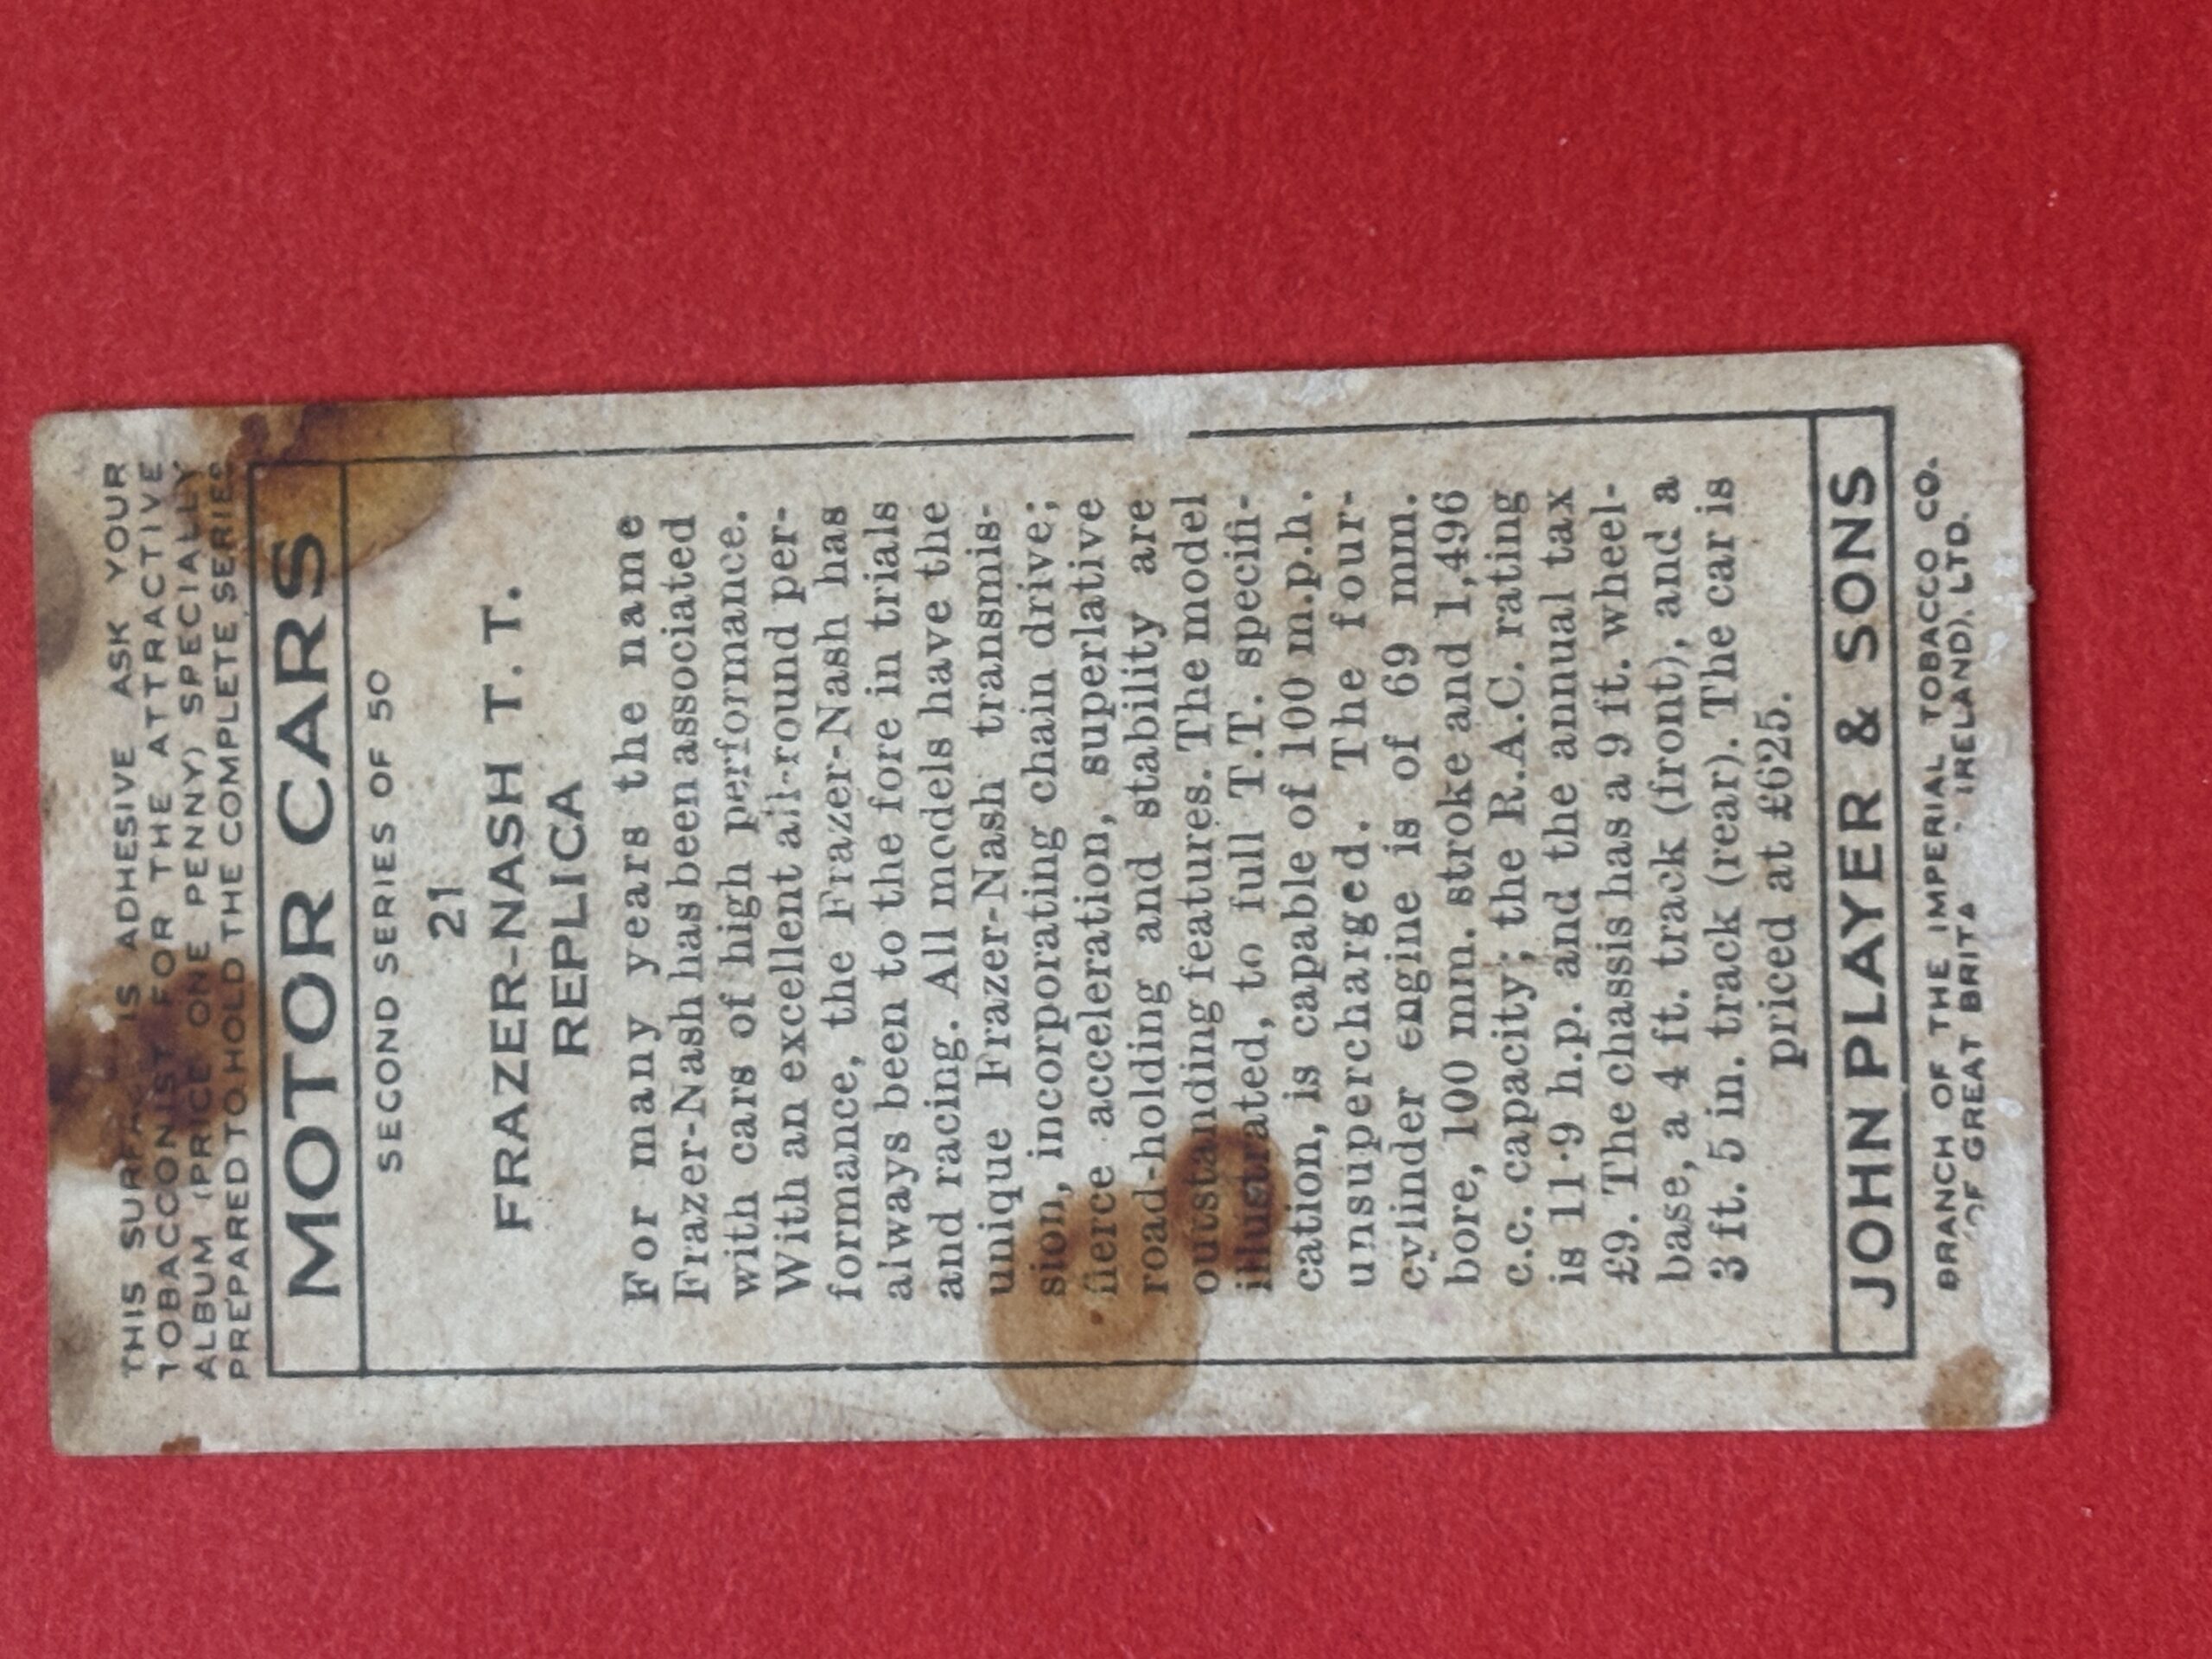 THIS SURFACE IS ADHESIVE ASK YOUR
TOBACCONIST FOR THE ATTRACTIVE
ALBUM (PRICE ONE PENNY) SPECIALLY
PREPARED TO HOLD THE COMPLETE SERIES
MOTOR CARS
SECOND SERIES OF 50
21
FRAZER-NASH T. T.
REPLICA
For many years the name
Frazer-Nash has been associated
with cars of high performance.
With an excellent all-round per-
formance, the Frazer-Nash has
always been to the fore in trials
and racing. All models have the
unique Frazer-Nash transmis-
sion, incorporating chain drive;
fierce acceleration, superlative
road-holding and stability are
outstanding features. The model
illustrated, to full T.T. specifi-
cation, is capable of 100 m.p.h.
unsupercharged. The four-
cylinder engine is of 69 mm.
bore, 100 mm. stroke and 1,496
c.c. capacity; the R.A.C. rating
is 11·9 h.p. and the annual tax
£9. The chassis has a 9 ft. wheel-
base, a 4 ft. track (front), and a
3 ft. 5 in. track (rear). The car is
priced at £625.
JOHN PLAYER & SONS
BRANCH OF THE IMPERIAL TOBACCO CO.
OF GREAT IRELAND), LTD.